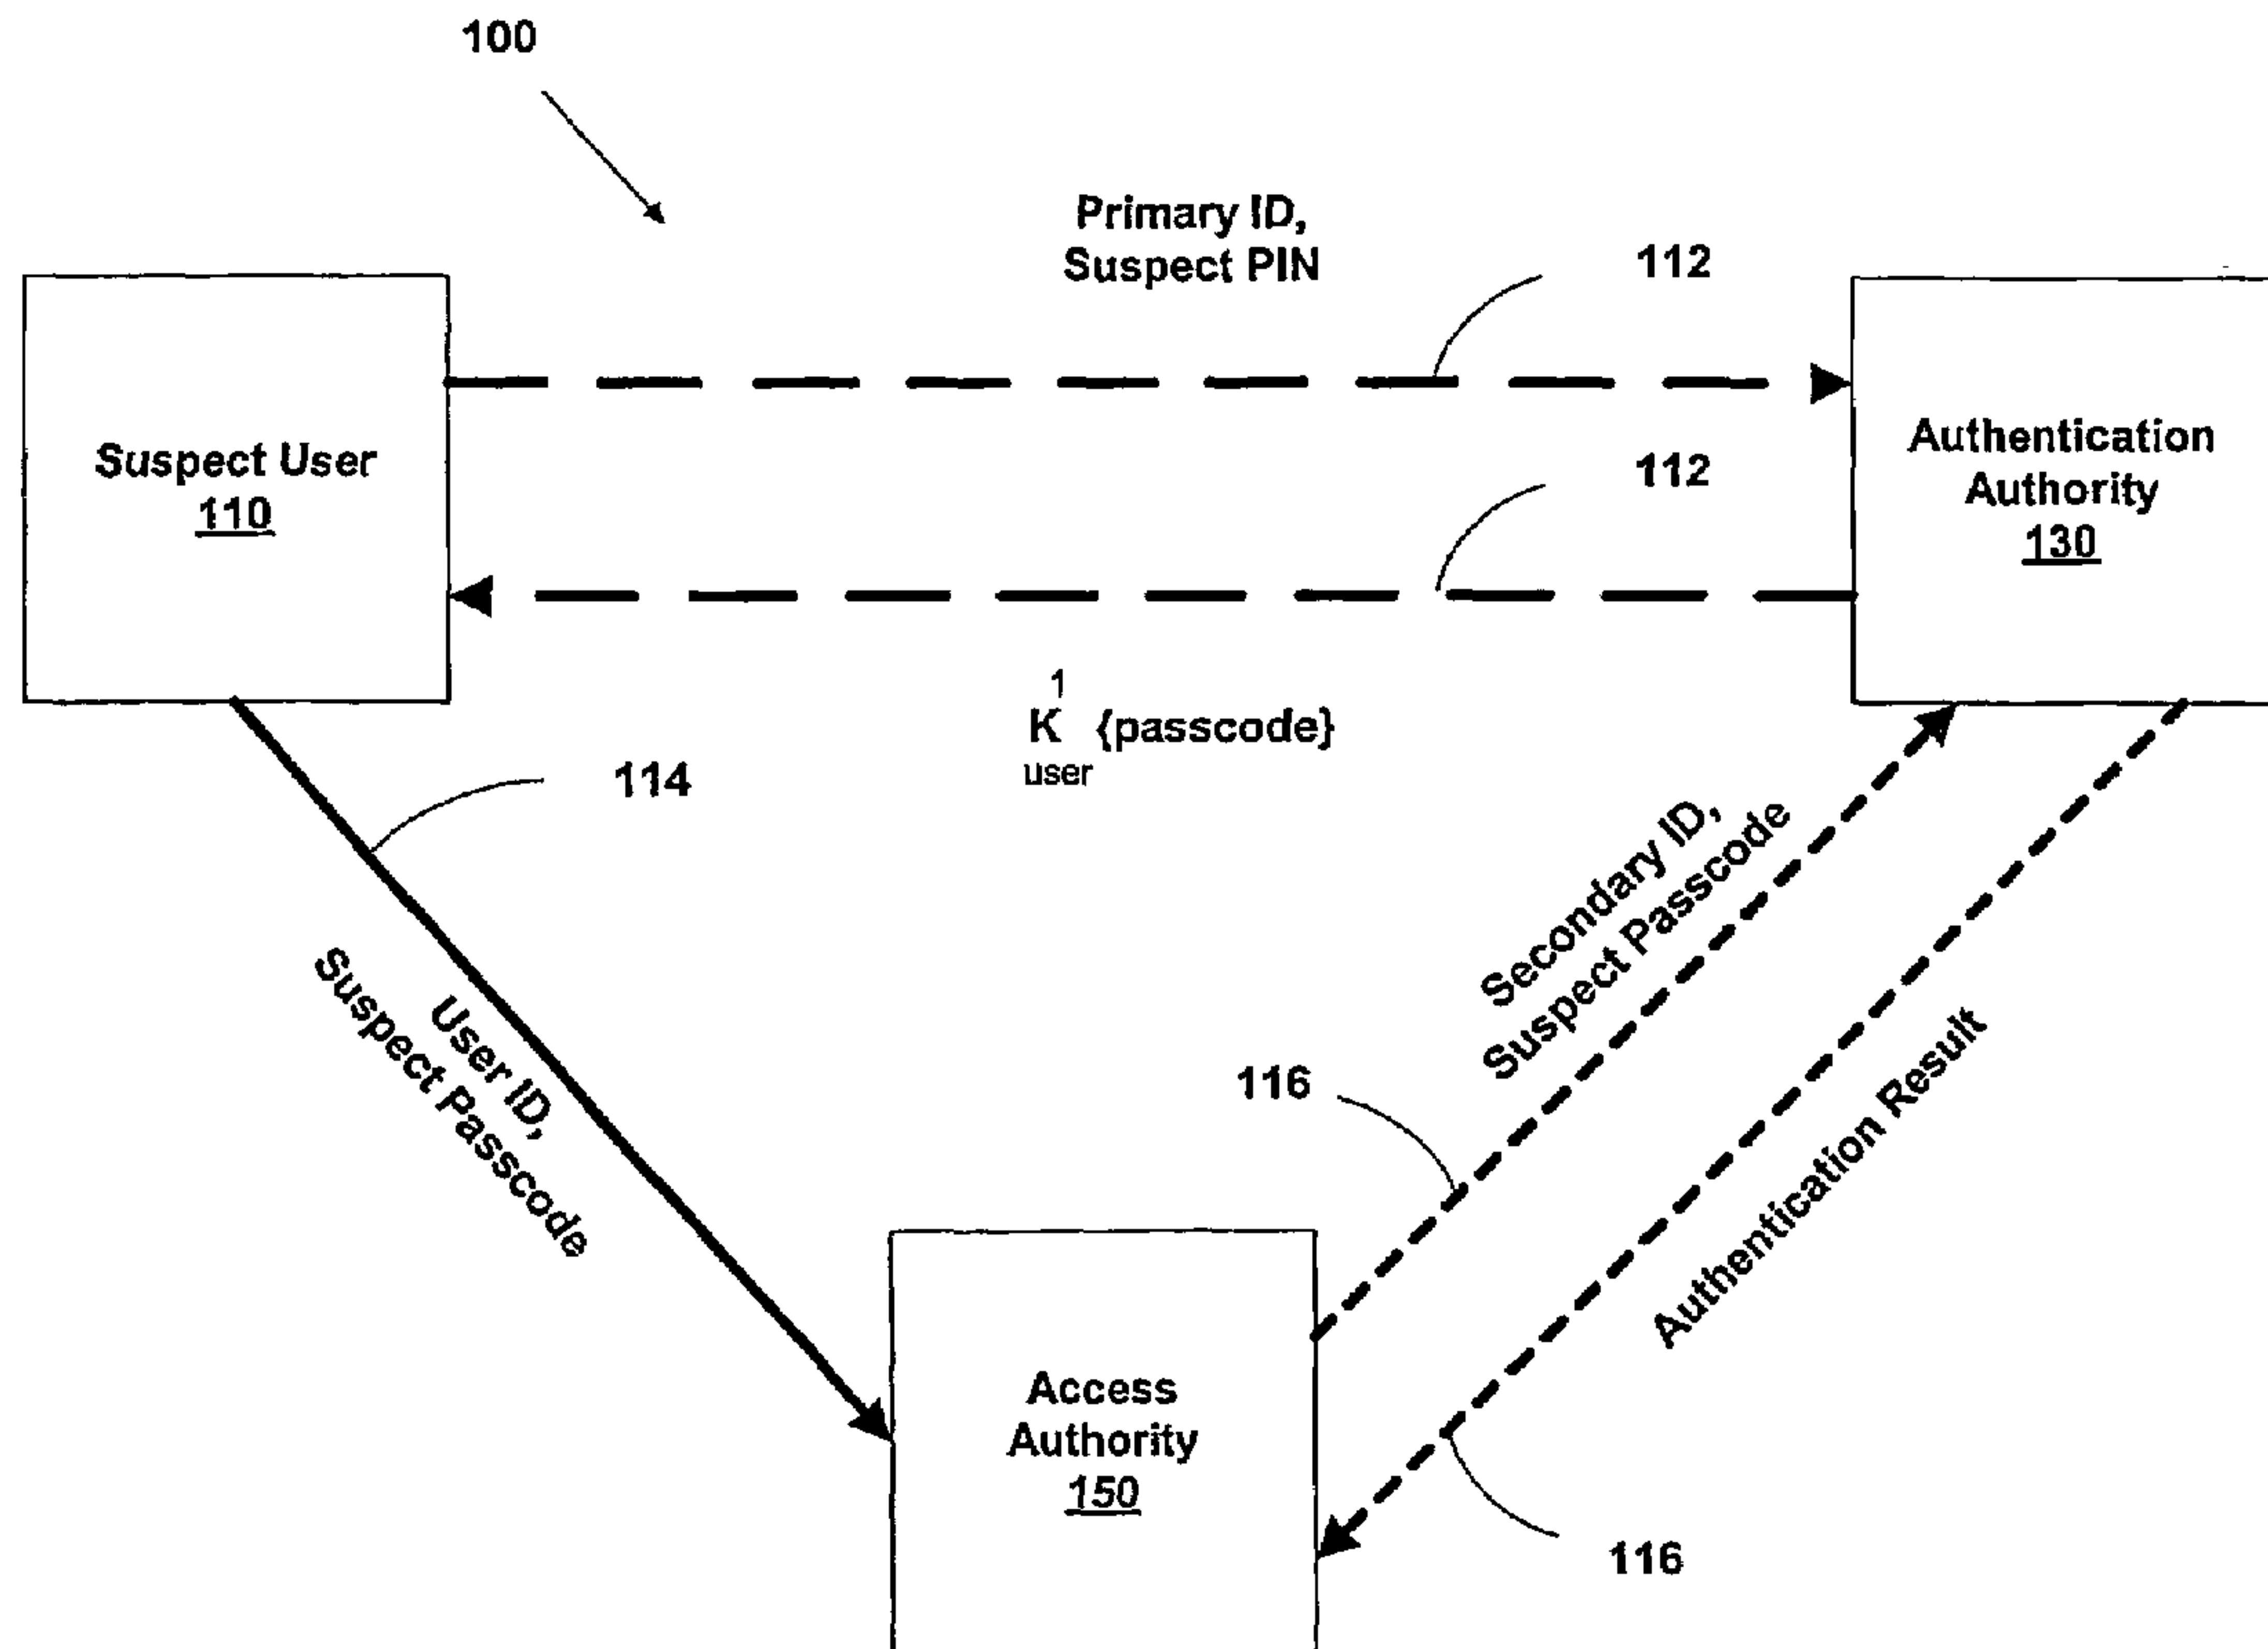 100
Primary ID,
Suspect PIN
112
Suspect User
110
Authentication
Authority
130
112
1
K {passcode}
user
114
Secondary ID,
Suspect Passcode
User ID,
Suspect Passcode
116
Authentication Result
Access
Authority
150
116